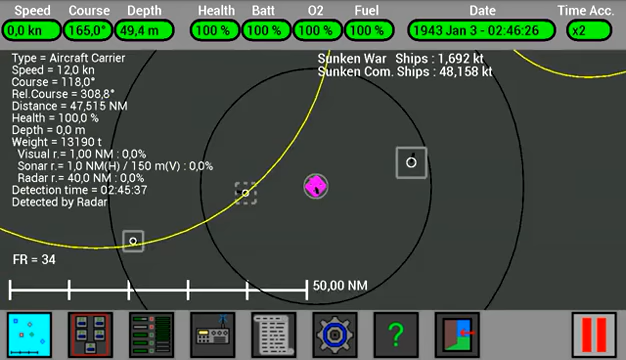 Speed Course Depth Health Batt O2 Fuel Date Time Acc.
0,0 kn 165,0° 49,4 m 100 % 100 % 100 % 100 % 1943 Jan 3 - 02:46:26 x2
Type = Aircraft Carrier
Speed = 12,0 kn
Course = 118,0°
Rel.Course = 308,8°
Distance = 47,515 NM
Health = 100,0 %
Depth = 0,0 m
Weight = 13190 t
Visual r.= 1,00 NM : 0,0%
Sonar r.= 1,0 NM(H) / 150 m(V) : 0,0%
Radar r.= 40,0 NM : 0,0%
Detection time = 02:45:37
Detected by Radar
Sunken War Ships : 1,692 kt
Sunken Com. Ships : 48,158 kt
FR = 34
50,00 NM
?